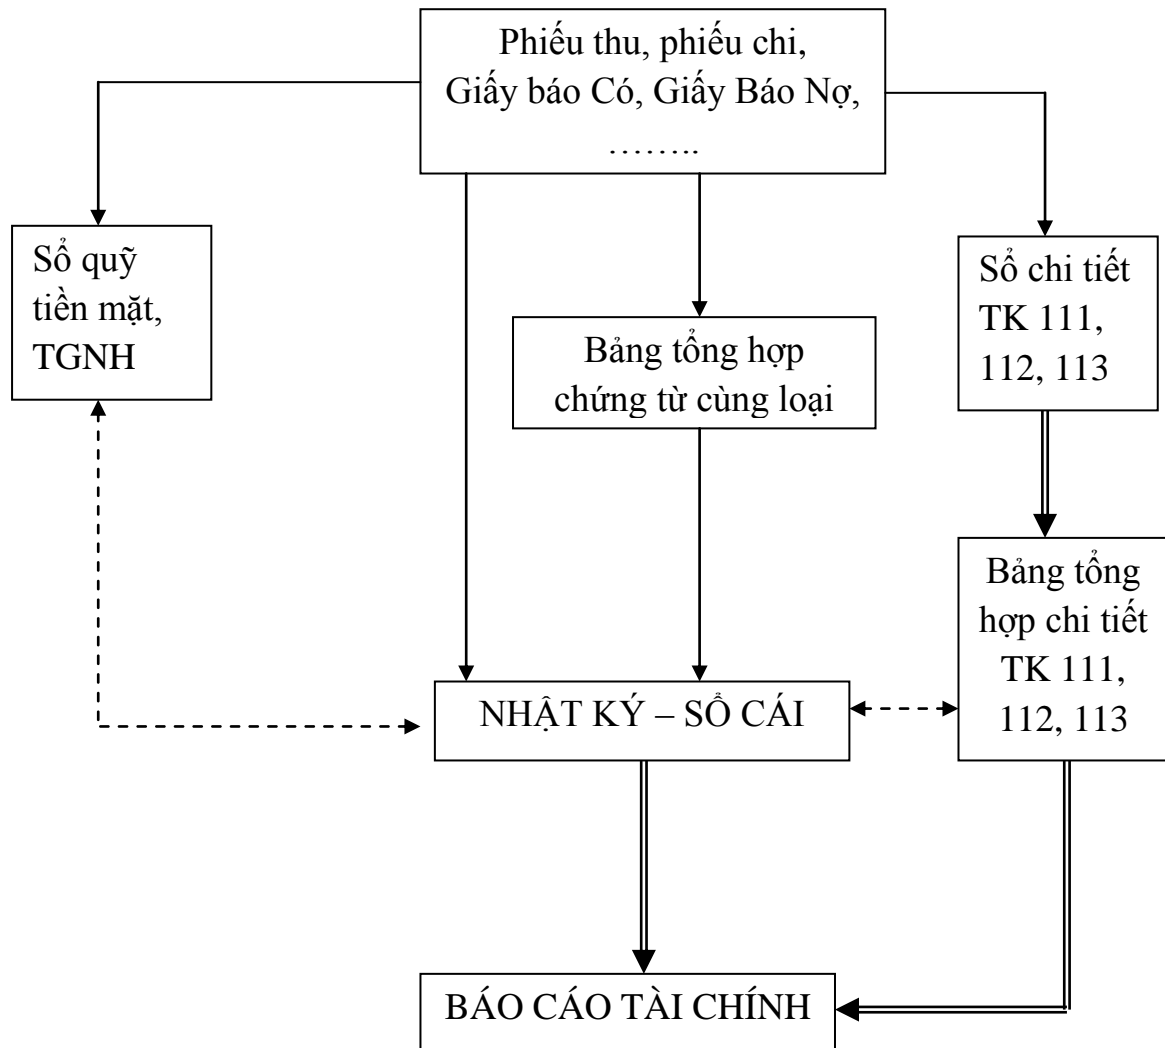 Phiếu thu, phiếu chi,
Giấy báo Có, Giấy Báo Nợ,
……..
Sổ quỹ
tiền mặt,
TGNH
Sổ chi tiết
TK 111,
112, 113
Bảng tổng hợp
chứng từ cùng loại
Bảng tổng
hợp chi tiết
TK 111,
112, 113
NHẬT KÝ – SỔ CÁI
BÁO CÁO TÀI CHÍNH